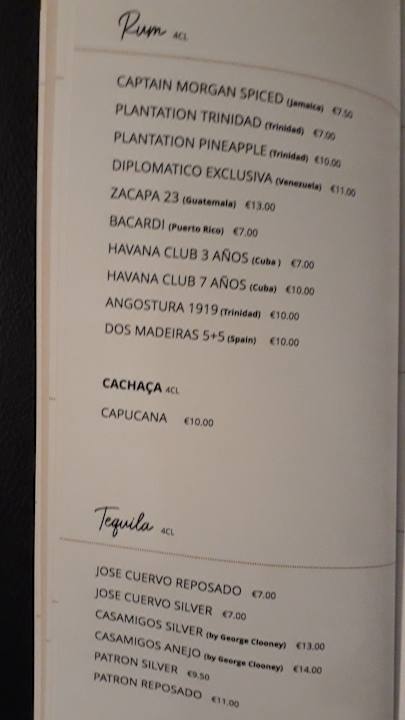 Rum 4CL
CAPTAIN MORGAN SPICED (Jamaica) €7.50
PLANTATION TRINIDAD (Trinidad) €7.00
PLANTATION PINEAPPLE (Trinidad) €10.00
DIPLOMATICO EXCLUSIVA (Venezuela) €11.00
ZACAPA 23 (Guatemala) €13.00
BACARDI (Puerto Rico) €7.00
HAVANA CLUB 3 AÑOS (Cuba ) €7.00
HAVANA CLUB 7 AÑOS (Cuba) €10.00
ANGOSTURA 1919 (Trinidad) €10.00
DOS MADEIRAS 5+5 (Spain) €10.00
CACHAÇA 4CL
CAPUCANA €10.00
Tequila 4CL
JOSE CUERVO REPOSADO €7.00
JOSE CUERVO SILVER €7.00
CASAMIGOS SILVER (by George Clooney) €13.00
CASAMIGOS ANEJO (by George Clooney) €14.00
PATRON SILVER €9.50
PATRON REPOSADO €11.00